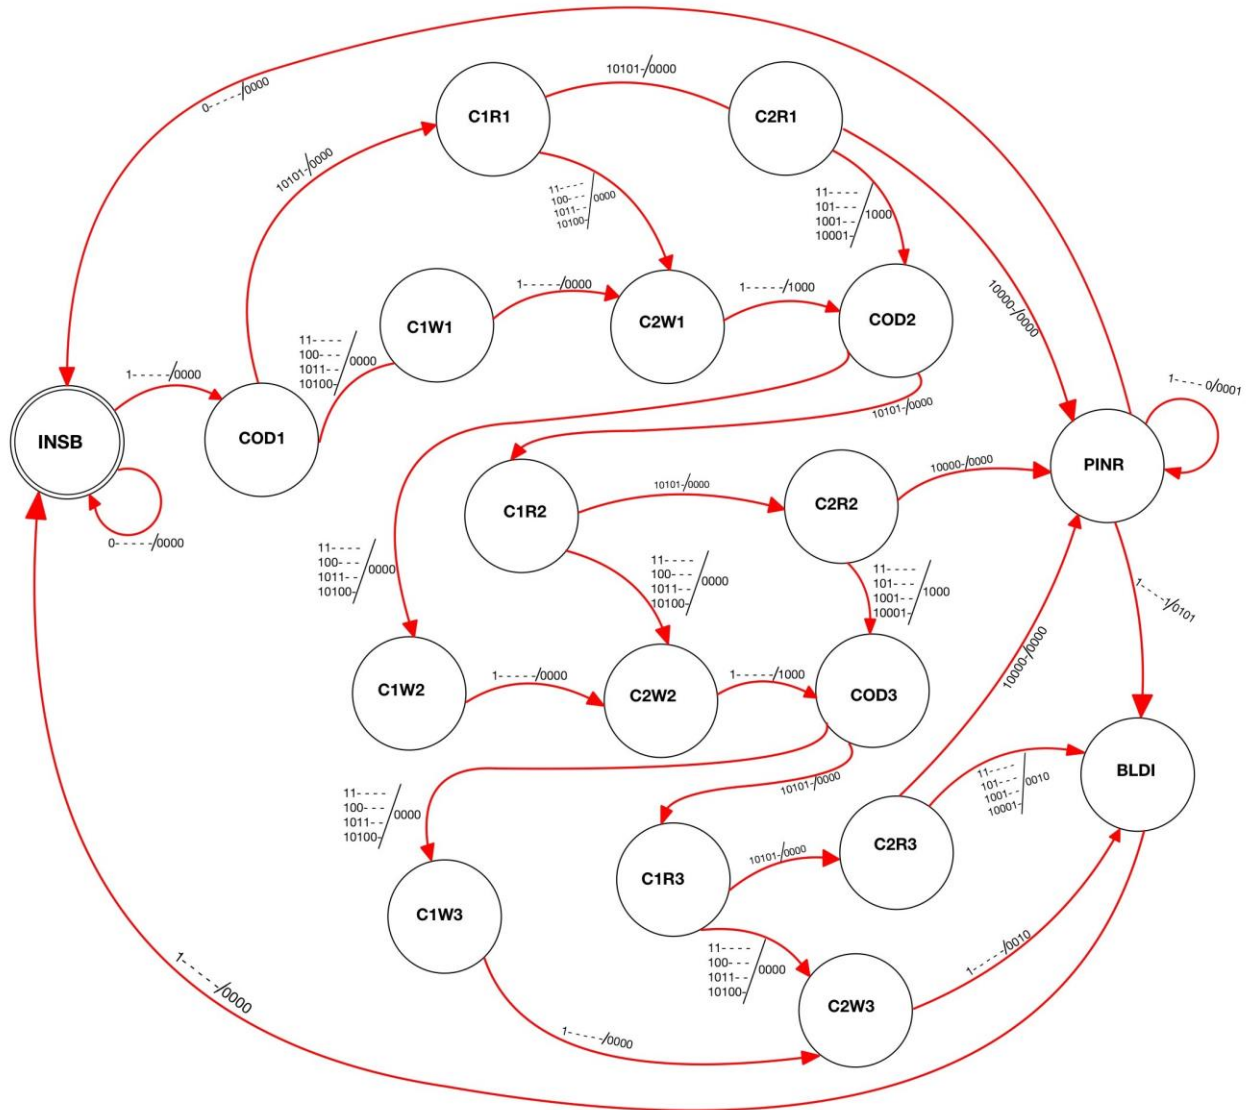 0- - - - - -/0000
10101-/0000
C1R1
C2R1
10101-/0000
11- - - - -
100- - - -
1011- - -
10100-
0000
11- - - - -
101- - - -
1001- - -
10001-
1000
10000-/0000
1- - - - - -/0000
C1W1
1- - - - - -/0000
C2W1
1- - - - - -/1000
COD2
11- - - - -
100- - - -
1011- - -
10100-
0000
1- - - - 0/0001
INSB
COD1
10101-/0000
PINR
0- - - - - -/0000
C1R2
10101-/0000
C2R2
10000-/0000
11- - - - -
100- - - -
1011- - -
10100-
0000
11- - - - -
100- - - -
1011- - -
10100-
0000
11- - - - -
101- - - -
1001- - -
10001-
1000
1- - - -1/0101
C1W2
1- - - - - -/0000
C2W2
1- - - - - -/1000
COD3
10000-/0000
11- - - - -
100- - - -
1011- - -
10100-
0000
10101-/0000
11- - - - -
101- - - -
1001- - -
10001-
0010
BLDI
C1R3
10101-/0000
C2R3
C1W3
11- - - - -
100- - - -
1011- - -
10100-
0000
1- - - - - -/0010
C2W3
1- - - - - -/0000
1- - - - - -/0000